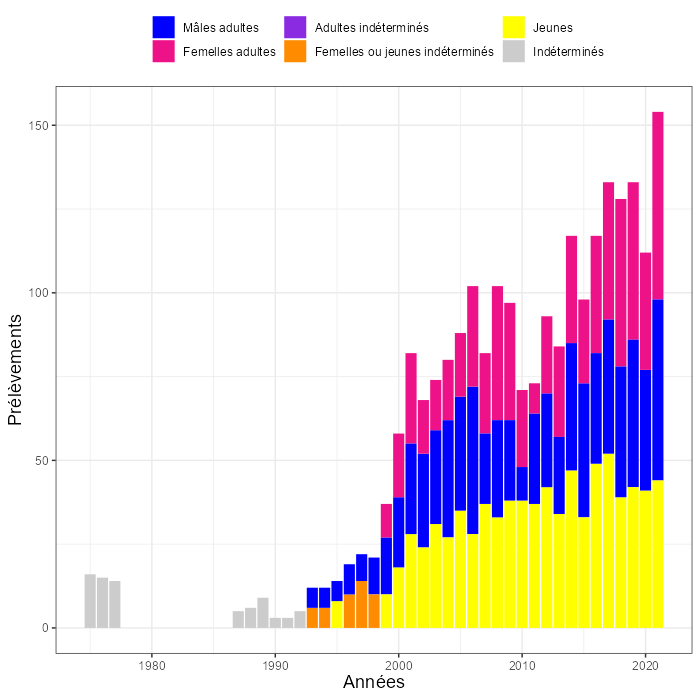 Mâles adultes
Adultes indéterminés
Jeunes
Femelles adultes
Femelles ou jeunes indéterminés
Indéterminés
150
100
50
0
Prélèvements
1980
1990
2000
2010
2020
Années